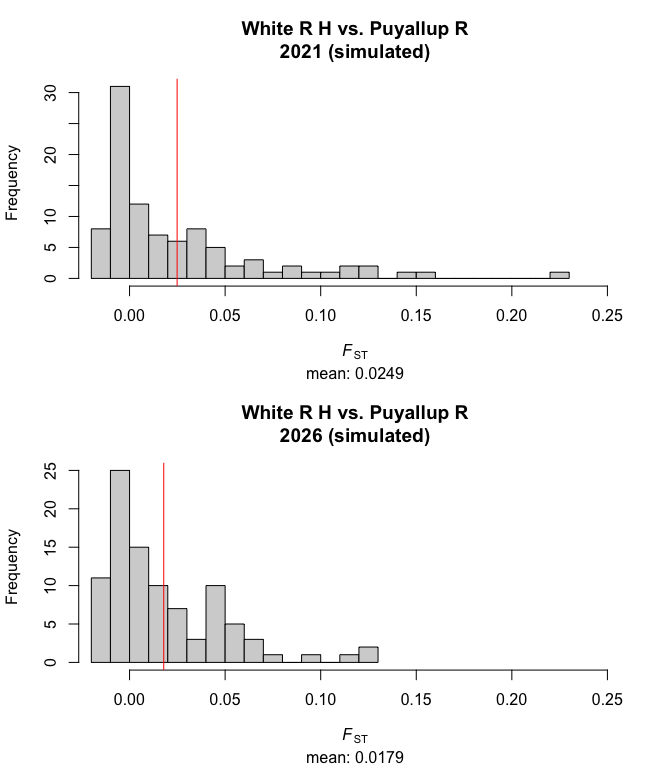 White R H vs. Puyallup R
2021 (simulated)
Frequency
30
20
10
5
0
0.00 0.05 0.10 0.15 0.20 0.25
FST
mean: 0.0249
White R H vs. Puyallup R
2026 (simulated)
Frequency
25
20
15
10
5
0
0.00 0.05 0.10 0.15 0.20 0.25
FST
mean: 0.0179